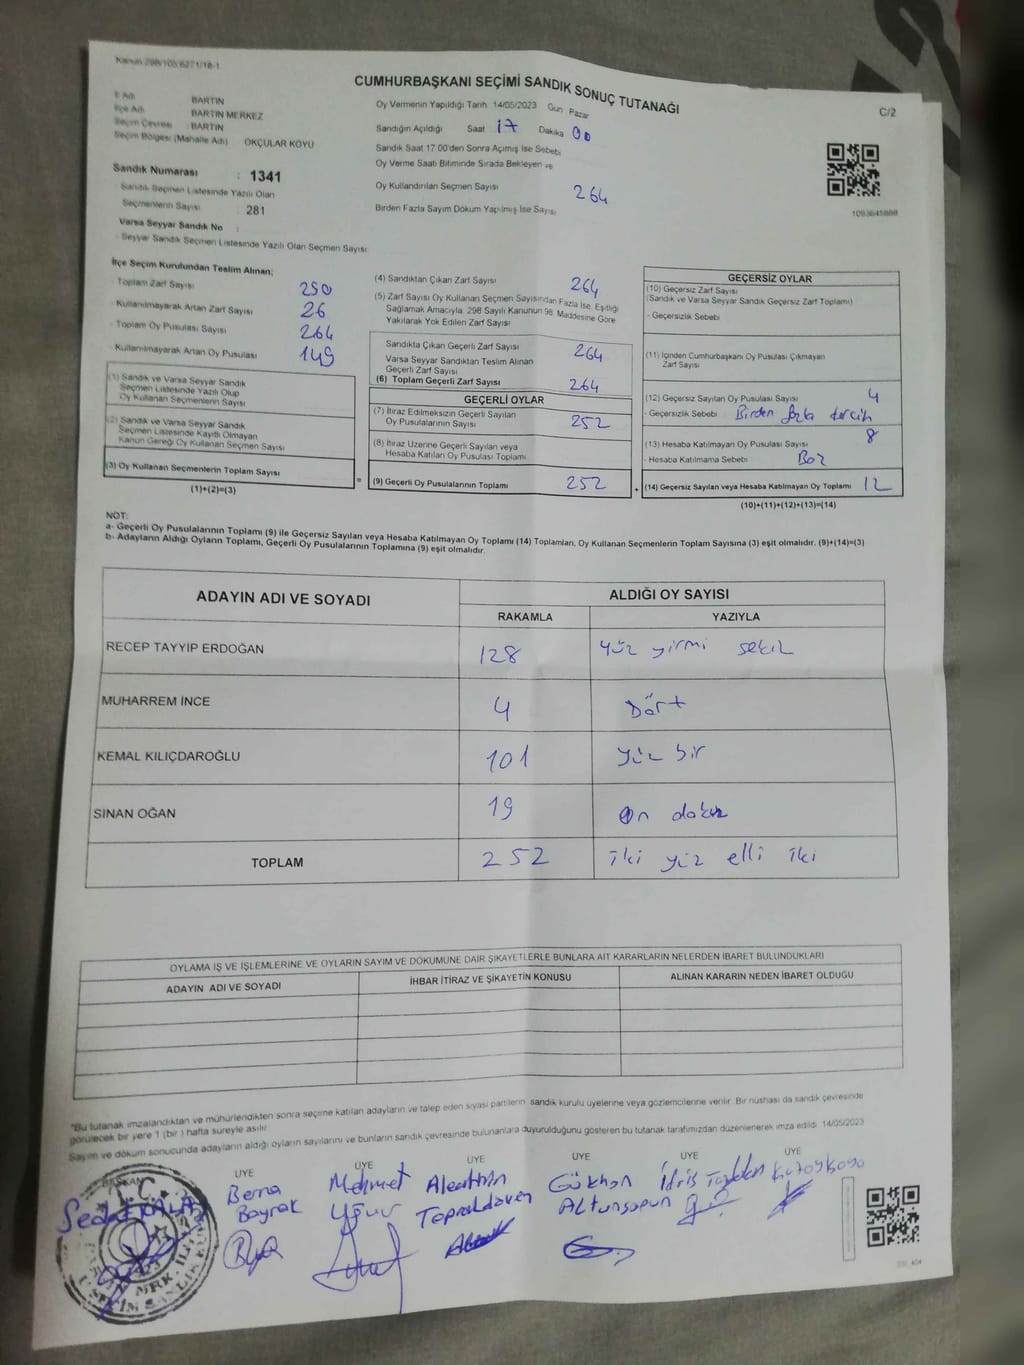 Kanun 298/105/6271/18-1
CUMHURBAŞKANI SEÇİMİ SANDIK SONUÇ TUTANAĞI
C/2
İl Adı BARTIN
İlçe Adı BARTIN MERKEZ
Seçim Çevresi BARTIN
Seçim Bölgesi (Mahalle Adı) OKÇULAR KÖYÜ
Sandık Numarası : 1341
Sandık Seçmen Listesinde Yazılı Olan
Seçmenlerin Sayısı : 281
Varsa Seyyar Sandık No :
Seyyar Sandık Seçmen Listesinde Yazılı Olan Seçmen Sayısı
Oy Vermenin Yapıldığı Tarih 14/05/2023 Gün Pazar
Sandığın Açıldığı Saat 17 Dakika 00
Sandık Saat 17.00'den Sonra Açımış İse Sebebi
Oy Verme Saati Bitiminde Sırada Bekleyen ve
Oy Kullandırılan Seçmen Sayısı 264
Birden Fazla Sayım Döküm Yapılmış İse Sayısı
İlçe Seçim Kurulundan Teslim Alınan;
- Toplam Zarf Sayısı 290
- Kullanılmayarak Artan Zarf Sayısı 26
- Toplam Oy Pusulası Sayısı 264
- Kullanılmayarak Artan Oy Pusulası 149
(1) Sandık ve Varsa Seyyar Sandık
Seçmen Listesinde Yazılı Olup
Oy Kullanan Seçmenlerin Sayısı
(2) Sandık ve Varsa Seyyar Sandık
Seçmen Listesinde Kayıtlı Olmayan
Kanun Gereği Oy Kullanan Seçmen Sayısı
(3) Oy Kullanan Seçmenlerin Toplam Sayısı
(1)+(2)=(3)
=
(4) Sandıktan Çıkan Zarf Sayısı 264
(5) Zarf Sayısı Oy Kullanan Seçmen Sayısından Fazla İse, Eşitliği
Sağlamak Amacıyla 298 Sayılı Kanunun 98. Maddesine Göre
Yakılarak Yok Edilen Zarf Sayısı
Sandıkta Çıkan Geçerli Zarf Sayısı 264
Varsa Seyyar Sandıktan Teslim Alınan
Geçerli Zarf Sayısı
(6) Toplam Geçerli Zarf Sayısı 264
GEÇERLİ OYLAR
(7) İtiraz Edilmeksizin Geçerli Sayılan
Oy Pusulalarının Sayısı 252
(8) İtiraz Üzerine Geçerli Sayılan veya
Hesaba Katılan Oy Pusulası Toplamı
(9) Geçerli Oy Pusulalarının Toplamı 252
+
GEÇERSİZ OYLAR
(10) Geçersiz Zarf Sayısı
(Sandık ve Varsa Seyyar Sandık Geçersiz Zarf Toplamı)
- Geçersizlik Sebebi
(11) İçinden Cumhurbaşkanı Oy Pusulası Çıkmayan
Zarf Sayısı
(12) Geçersiz Sayılan Oy Pusulası Sayısı 4
- Geçersizlik Sebebi Birden fazla tercih
(13) Hesaba Katılmayan Oy Pusulası Sayısı 8
- Hesaba Katılmama Sebebi Boz
(14) Geçersiz Sayılan veya Hesaba Katılmayan Oy Toplamı 12
(10)+(11)+(12)+(13)=(14)
NOT:
a- Geçerli Oy Pusulalarının Toplamı (9) ile Geçersiz Sayılan veya Hesaba Katılmayan Oy Toplamı (14) Toplamları, Oy Kullanan Seçmenlerin Toplam Sayısına (3) eşit olmalıdır. (9)+(14)=(3)
b- Adayların Aldığı Oyların Toplamı, Geçerli Oy Pusulalarının Toplamına (9) eşit olmalıdır.
ADAYIN ADI VE SOYADI ALDIĞI OY SAYISI
RAKAMLA YAZIYLA
RECEP TAYYIP ERDOĞAN 128 yüz yirmi sekiz
MUHARREM İNCE 4 Dört
KEMAL KILIÇDAROĞLU 101 yüz bir
SINAN OĞAN 19 on dokuz
TOPLAM 252 iki yüz elli iki
OYLAMA İŞ VE İŞLEMLERINE VE OYLARIN SAYIM VE DÖKÜMÜNE DAİR ŞIKAYETLERLE BUNLARA AIT KARARLARIN NELERDEN İBARET BULUNDUKLARI
ADAYIN ADI VE SOYADI İHBAR İTİRAZ VE ŞİKAYETİN KONUSU ALINAN KARARIN NEDEN İBARET OLDUĞU
*Bu tutanak imzalandıktan ve mühürlendikten sonra seçime katılan adayların ve talep eden siyasi partilerin sandık kurulu üyelerine veya gözlemcilerine verilir. Bir nüshası da sandık çevresinde
görülecek bir yere 1 (bir) hafta süreyle asılır.
Sayım ve döküm sonucunda adayların aldığı oyların sayılarını ve bunların sandık çevresinde bulunanlara duyurulduğunu gösteren bu tutanak tarafımızdan düzenlenerek imza edildi 14/05/2023
BAŞKAN ÜYE ÜYE ÜYE ÜYE ÜYE
Berna Mehmet Gökhan İdris
Bayrak Uğur Altunsapun
T.C.